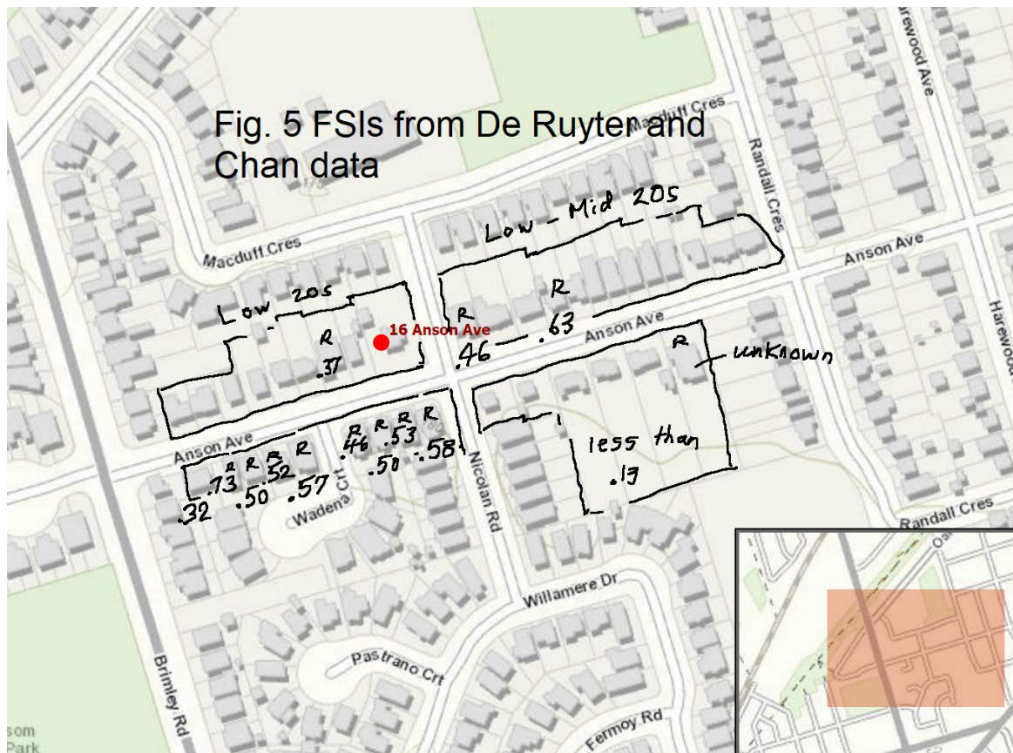 Fig. 5 FSIs from De Ruyter and
Chan data
Macduff Cres
Macduff Cres
Randall Cres
Harewood Ave
Anson Ave
Low - Mid 20s
Low 20s
16 Anson Ave
R
.37
R
.46
R
.63
Anson Ave
R
unknown
less than
.13
Anson Ave
R R R R
.32 .73 .50 .52 .57
R R R R
.46 .50 .53 .58
Wadena Crt
Nicolan Rd
Harewood
Randall Cres
Willamere Dr
Pastrano Crt
Brimley Rd
Fermoy Rd
som
Park